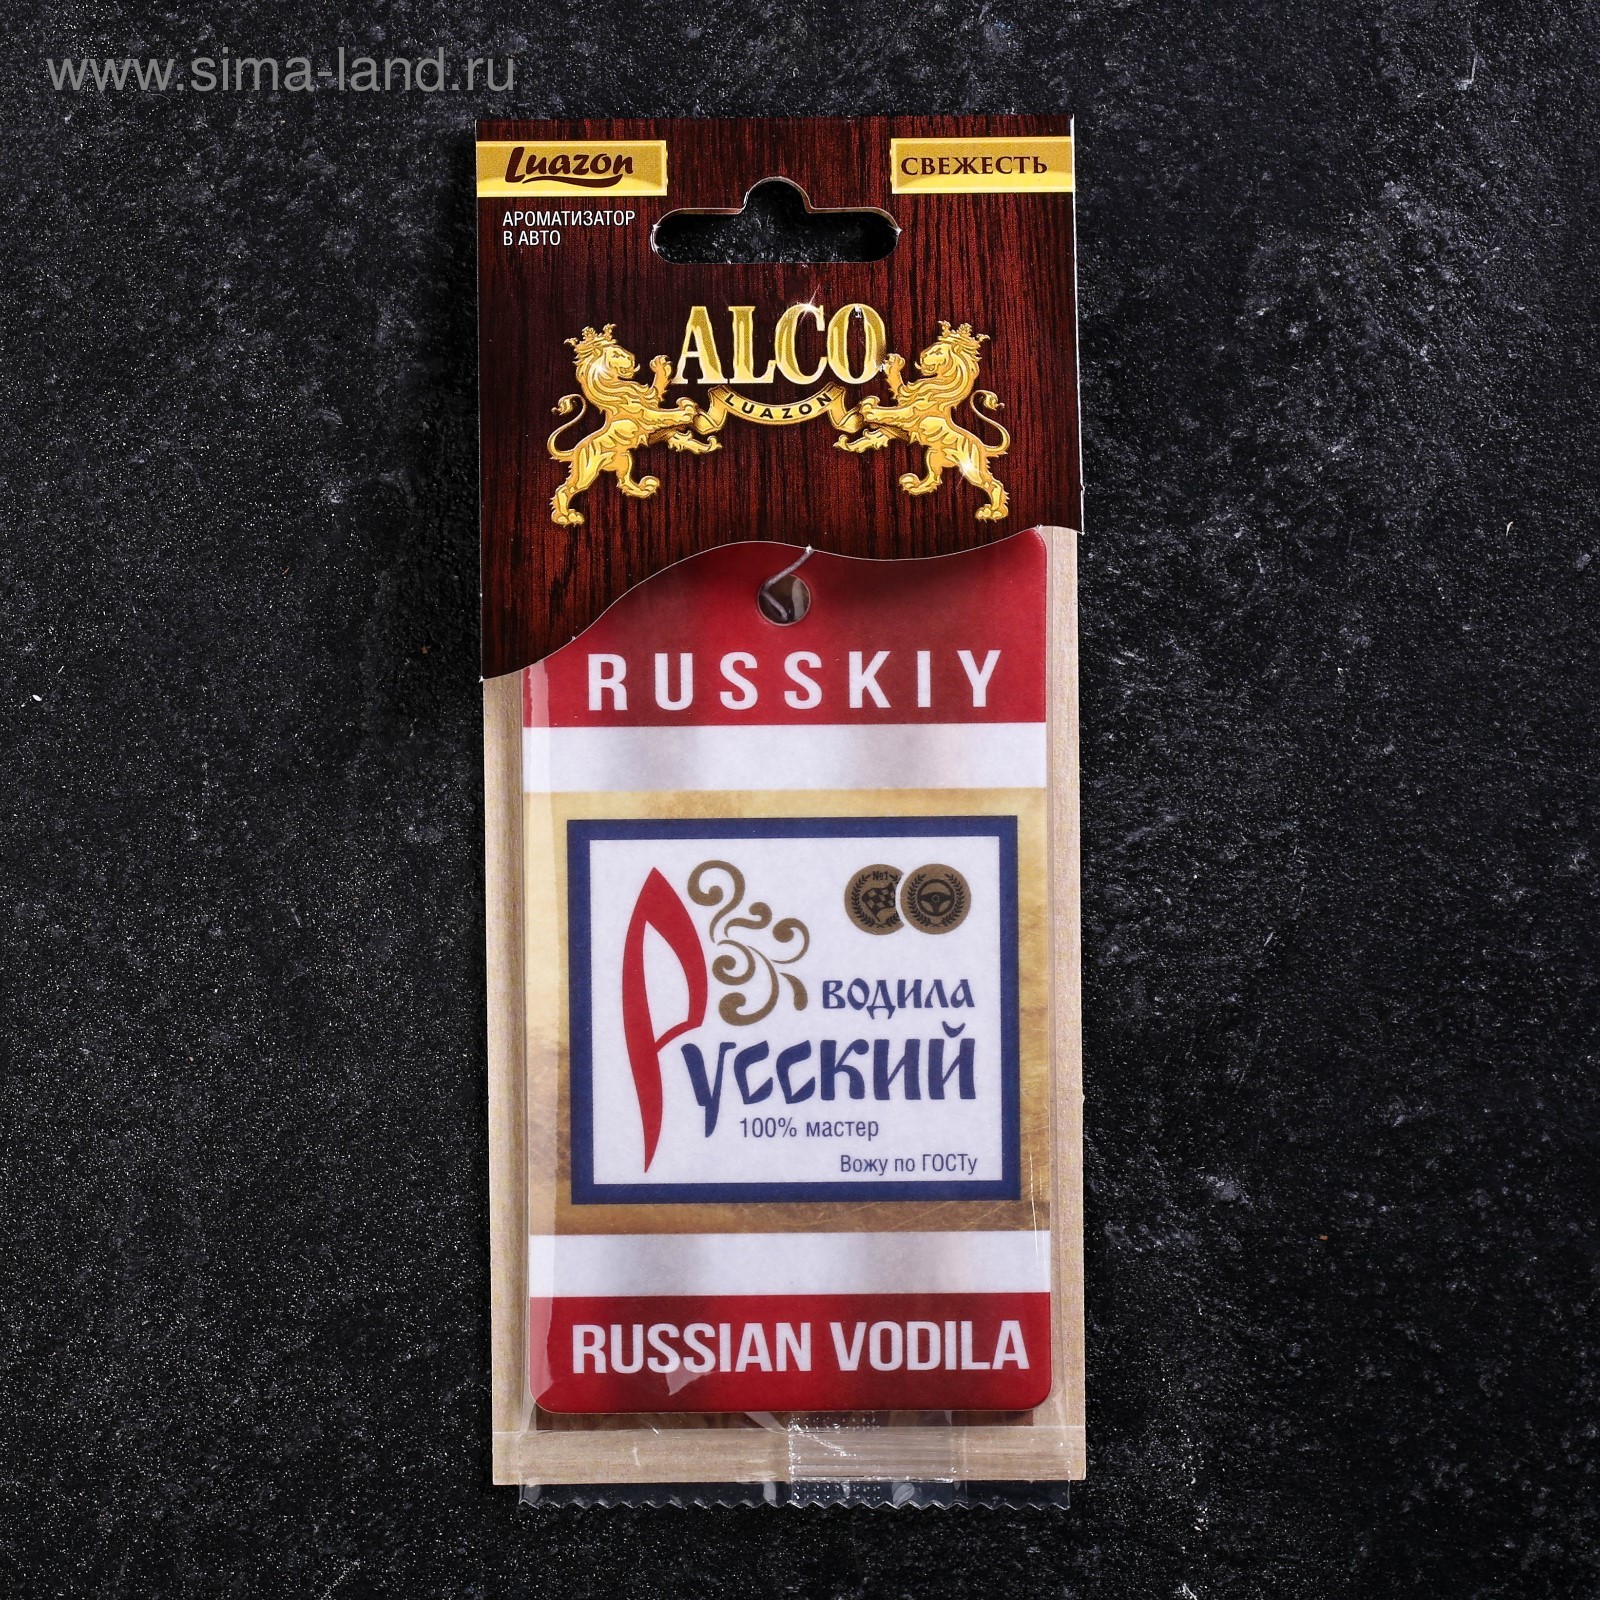 www.sima-land.ru
Luazon
СВЕЖЕСТЬ
АРОМАТИЗАТОР
В АВТО
ALCO
LUAZON
RUSSKIY
№1
ВОДИЛА
Русский
100% мастер
Вожу по ГОСТу
RUSSIAN VODILA